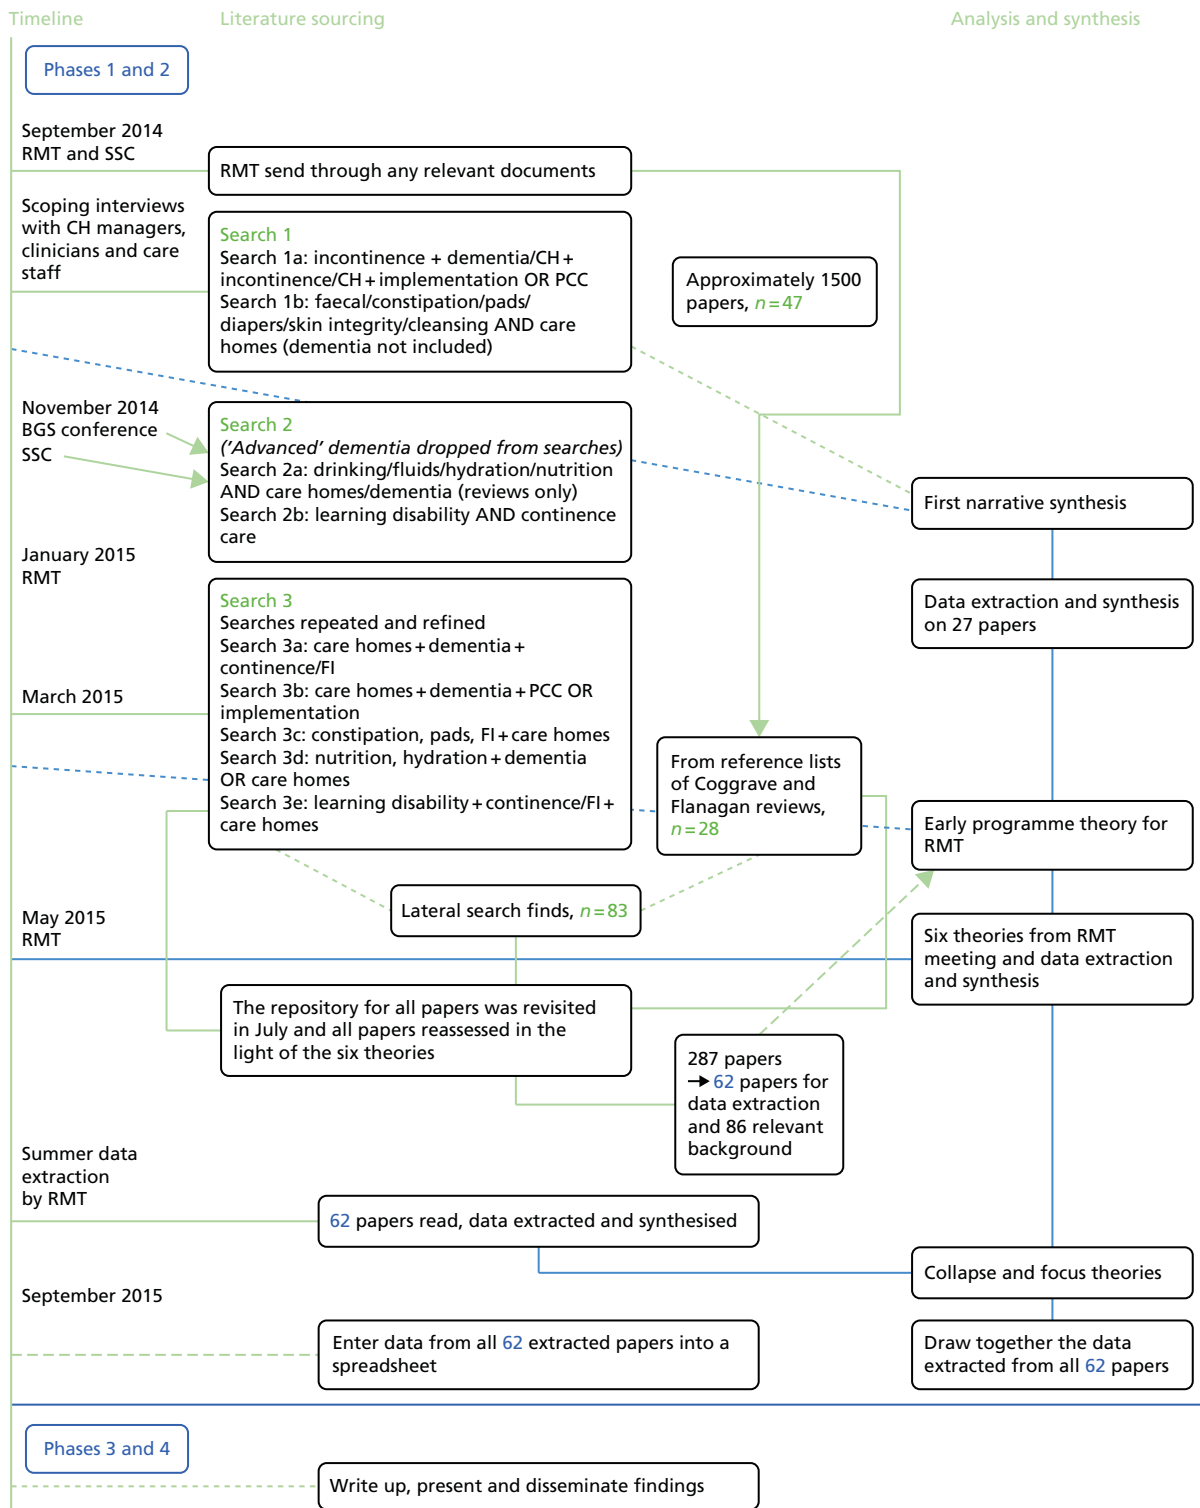 Timeline
Literature sourcing
Analysis and synthesis
Phases 1 and 2
September 2014
RMT and SSC
RMT send through any relevant documents
Scoping interviews
with CH managers,
clinicians and care
staff
Search 1
Search 1a: incontinence + dementia/CH +
incontinence/CH + implementation OR PCC
Search 1b: faecal/constipation/pads/
diapers/skin integrity/cleansing AND care
homes (dementia not included)
Approximately 1500
papers, n = 47
November 2014
BGS conference
SSC
Search 2
('Advanced' dementia dropped from searches)
Search 2a: drinking/fluids/hydration/nutrition
AND care homes/dementia (reviews only)
Search 2b: learning disability AND continence
care
First narrative synthesis
January 2015
RMT
Data extraction and synthesis
on 27 papers
Search 3
Searches repeated and refined
Search 3a: care homes + dementia +
continence/FI
Search 3b: care homes + dementia + PCC OR
implementation
Search 3c: constipation, pads, FI + care homes
Search 3d: nutrition, hydration + dementia
OR care homes
Search 3e: learning disability + continence/FI +
care homes
March 2015
From reference lists
of Coggrave and
Flanagan reviews,
n = 28
Early programme theory for
RMT
Lateral search finds, n = 83
May 2015
RMT
Six theories from RMT
meeting and data extraction
and synthesis
The repository for all papers was revisited
in July and all papers reassessed in the
light of the six theories
287 papers
→ 62 papers for
data extraction
and 86 relevant
background
Summer data
extraction
by RMT
62 papers read, data extracted and synthesised
Collapse and focus theories
September 2015
Enter data from all 62 extracted papers into a
spreadsheet
Draw together the data
extracted from all 62 papers
Phases 3 and 4
Write up, present and disseminate findings